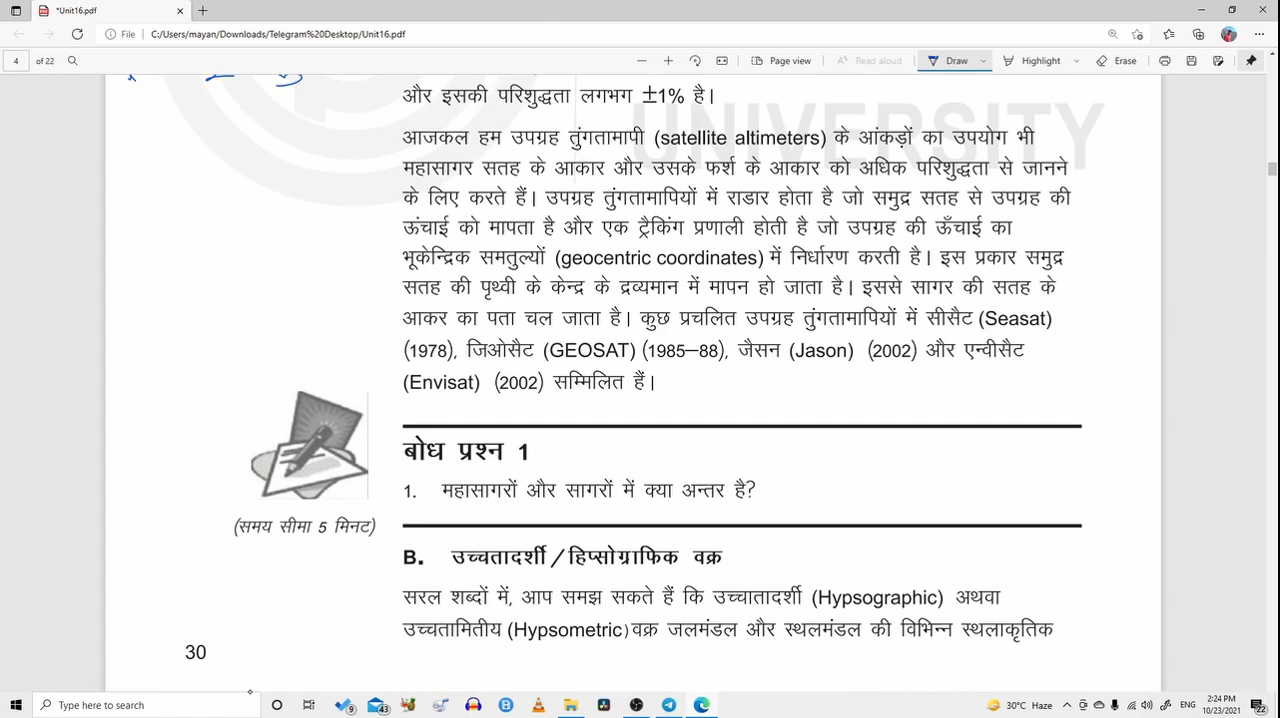 *Unit16.pdf
File C:/Users/mayan/Downloads/Telegram%20Desktop/Unit16.pdf
4 of 22 Page view Read aloud Draw Highlight Erase
और इसकी परिशुद्धता लगभग ±1% है।
UNIVERSITY
आजकल हम उपग्रह तुंगतामापी (satellite altimeters) के आंकड़ों का उपयोग भी
महासागर सतह के आकार और उसके फर्श के आकार को अधिक परिशुद्धता से जानने
के लिए करते हैं। उपग्रह तुंगतामापियों में राडार होता है जो समुद्र सतह से उपग्रह की
ऊंचाई को मापता है और एक ट्रैकिंग प्रणाली होती है जो उपग्रह की ऊँचाई का
भूकेन्द्रिक समतुल्यों (geocentric coordinates) में निर्धारण करती है। इस प्रकार समुद्र
सतह की पृथ्वी के केन्द्र के द्रव्यमान में मापन हो जाता है। इससे सागर की सतह के
आकर का पता चल जाता है। कुछ प्रचलित उपग्रह तुंगतामापियों में सीसैट (Seasat)
(1978), जिओसैट (GEOSAT) (1985–88), जैसन (Jason) (2002) और एन्वीसैट
(Envisat) (2002) सम्मिलित हैं।
बोध प्रश्न 1
1. महासागरों और सागरों में क्या अन्तर है?
(समय सीमा 5 मिनट)
B. उच्चतादर्शी/हिप्सोग्राफिक वक्र
सरल शब्दों में, आप समझ सकते हैं कि उच्चातादर्शी (Hypsographic) अथवा
उच्चतामितीय (Hypsometric) वक्र जलमंडल और स्थलमंडल की विभिन्न स्थलाकृतिक
30
Type here to search 9 43 30°C Haze ENG 2:24 PM
10/23/2021 22